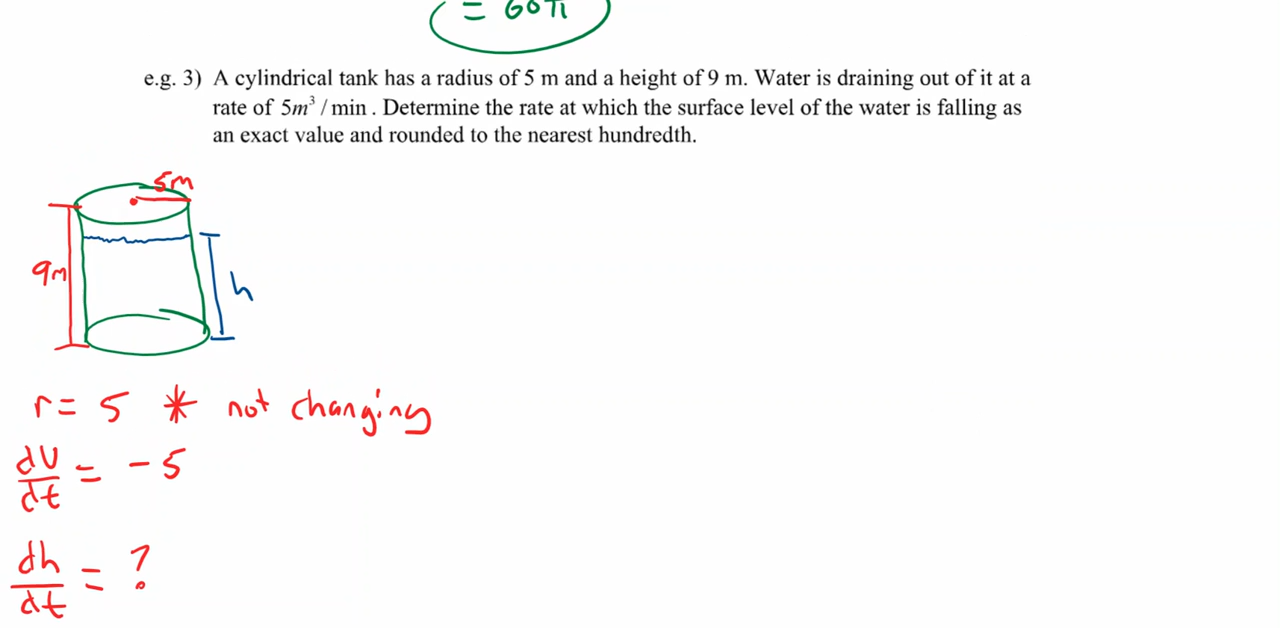 = 60π
e.g. 3) A cylindrical tank has a radius of 5 m and a height of 9 m. Water is draining out of it at a
rate of 5m³ / min . Determine the rate at which the surface level of the water is falling as
an exact value and rounded to the nearest hundredth.
5m
9m
h
r = 5 * not changing
dV/dt = -5
dh/dt = ?